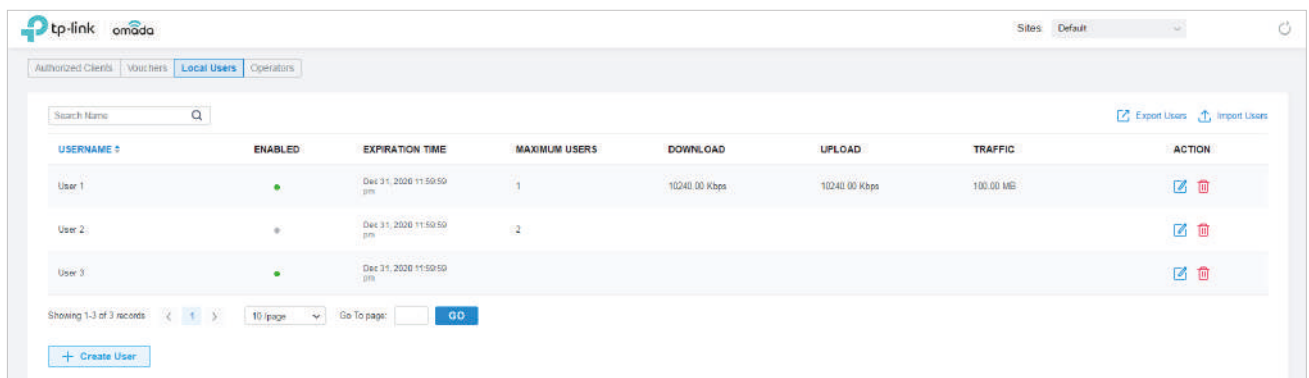 tp-link omada Sites: Default
Authorized Clients Vouchers Local Users Operators
Search Name Export Users Import Users
USERNAME ENABLED EXPIRATION TIME MAXIMUM USERS DOWNLOAD UPLOAD TRAFFIC ACTION
User 1 Dec 31, 2020 11:59:59 pm 1 10240.00 Kbps 10240.00 Kbps 100.00 MB
User 2 Dec 31, 2020 11:59:59 pm 2
User 3 Dec 31, 2020 11:59:59 pm
Showing 1-3 of 3 records < 1 > 10 /page Go To page: GO
+ Create User